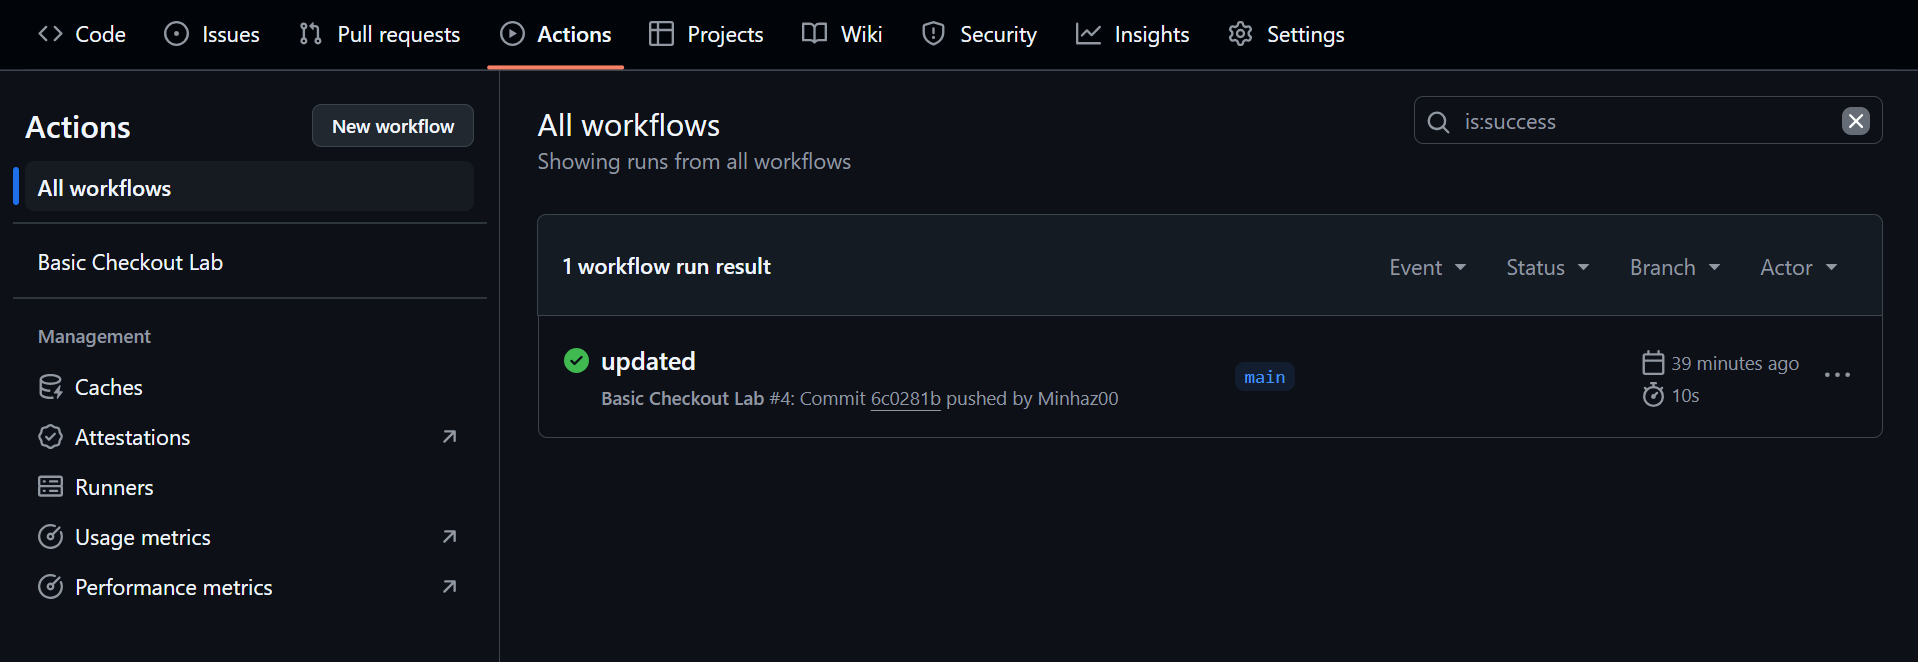 Code Issues Pull requests Actions Projects Wiki Security Insights Settings
Actions
New workflow
All workflows
Basic Checkout Lab
Management
Caches
Attestations
Runners
Usage metrics
Performance metrics
All workflows
Showing runs from all workflows
is:success
1 workflow run result
Event Status Branch Actor
updated
Basic Checkout Lab #4: Commit 6c0281b pushed by Minhaz00
main
39 minutes ago
10s